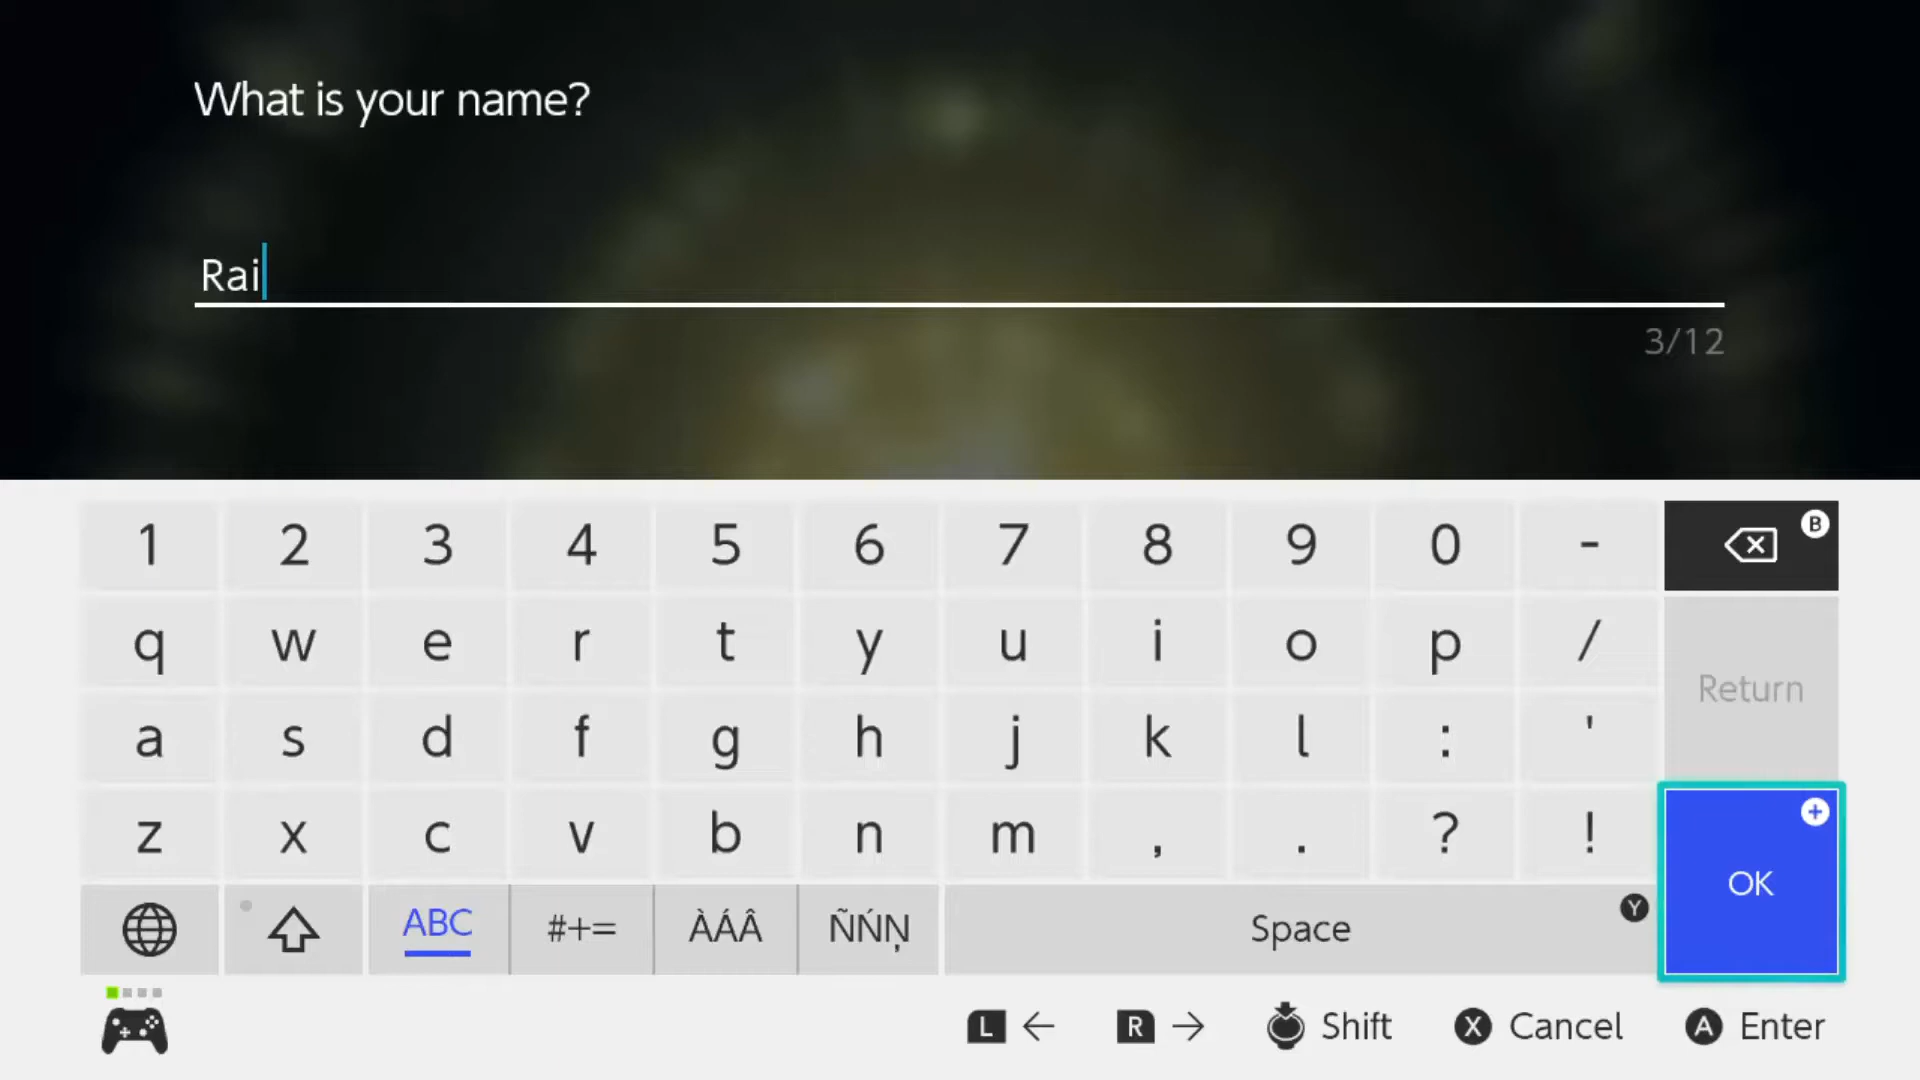 What is your name?
Rai
3/12
1 2 3 4 5 6 7 8 9 0 - B
q w e r t y u i o p / Return
a s d f g h j k l : '
z x c v b n m , . ? ! + OK
ABC #+= ÀÁÂ ÑŃŅ Space Y
L ← R → Shift X Cancel A Enter